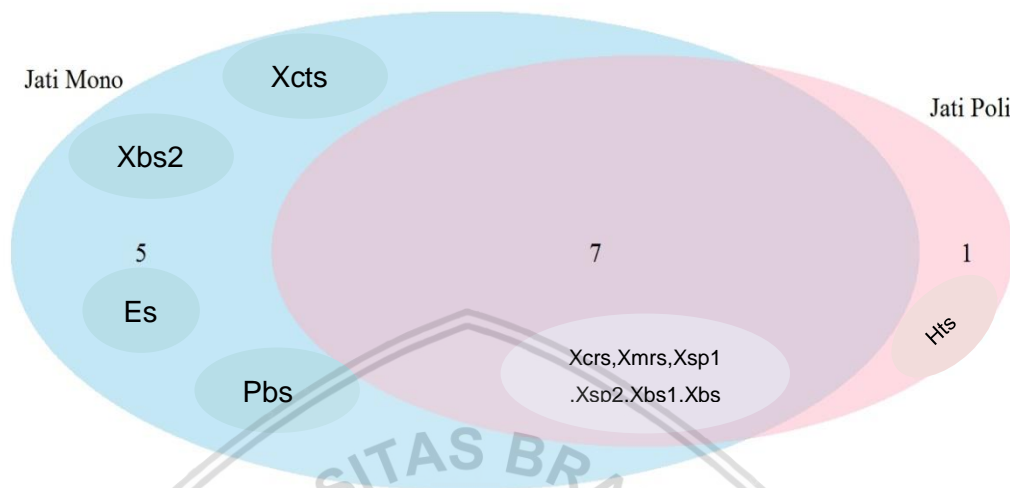 Xcts
Jati Mono
Jati Poli
Xbs2
5
7
1
Es
Hts
Xcrs,Xmrs,Xsp1
Pbs
.Xsp2.Xbs1.Xbs
SITAS BRA